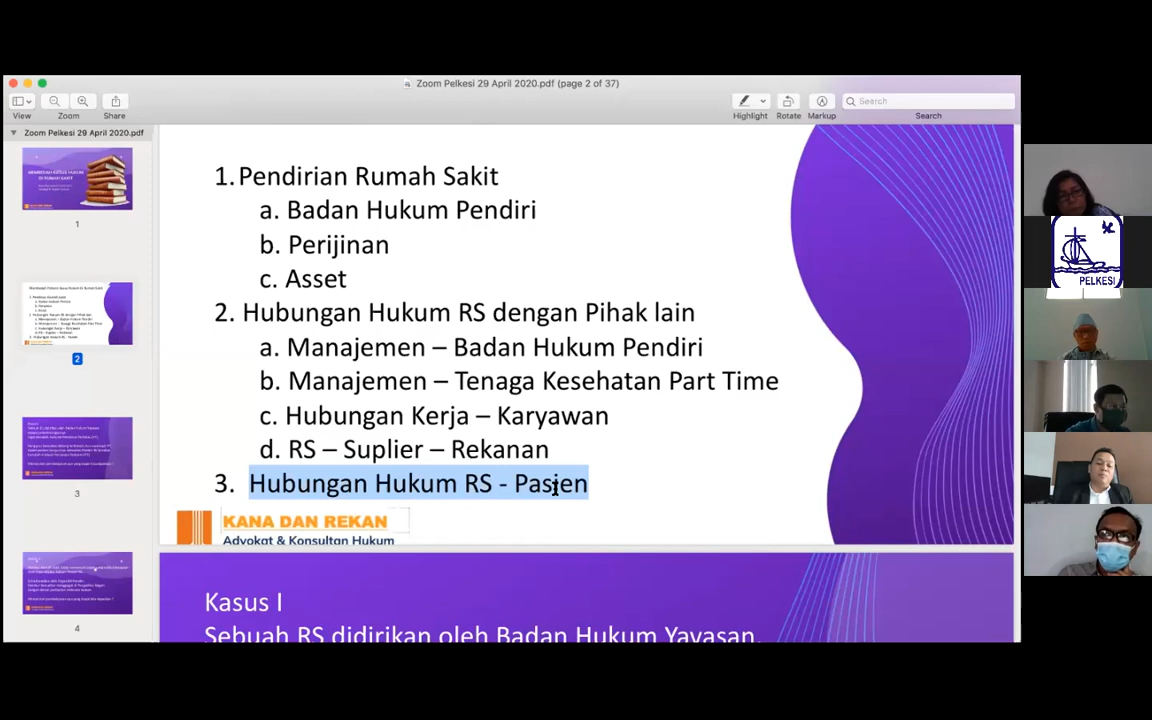 Zoom Pelkesi 29 April 2020.pdf (page 2 of 37)
View
Zoom
Share
Highlight
Rotate
Markup
Search
Search
Zoom Pelkesi 29 April 2020.pdf
1
2
3
4
1. Pendirian Rumah Sakit
a. Badan Hukum Pendiri
b. Perijinan
c. Asset
2. Hubungan Hukum RS dengan Pihak lain
a. Manajemen – Badan Hukum Pendiri
b. Manajemen – Tenaga Kesehatan Part Time
c. Hubungan Kerja – Karyawan
d. RS – Suplier – Rekanan
3. Hubungan Hukum RS - Pasien
KANA DAN REKAN
Advokat & Konsultan Hukum
Kasus I
Sebuah RS didirikan oleh Badan Hukum Yayasan,
PELKESI